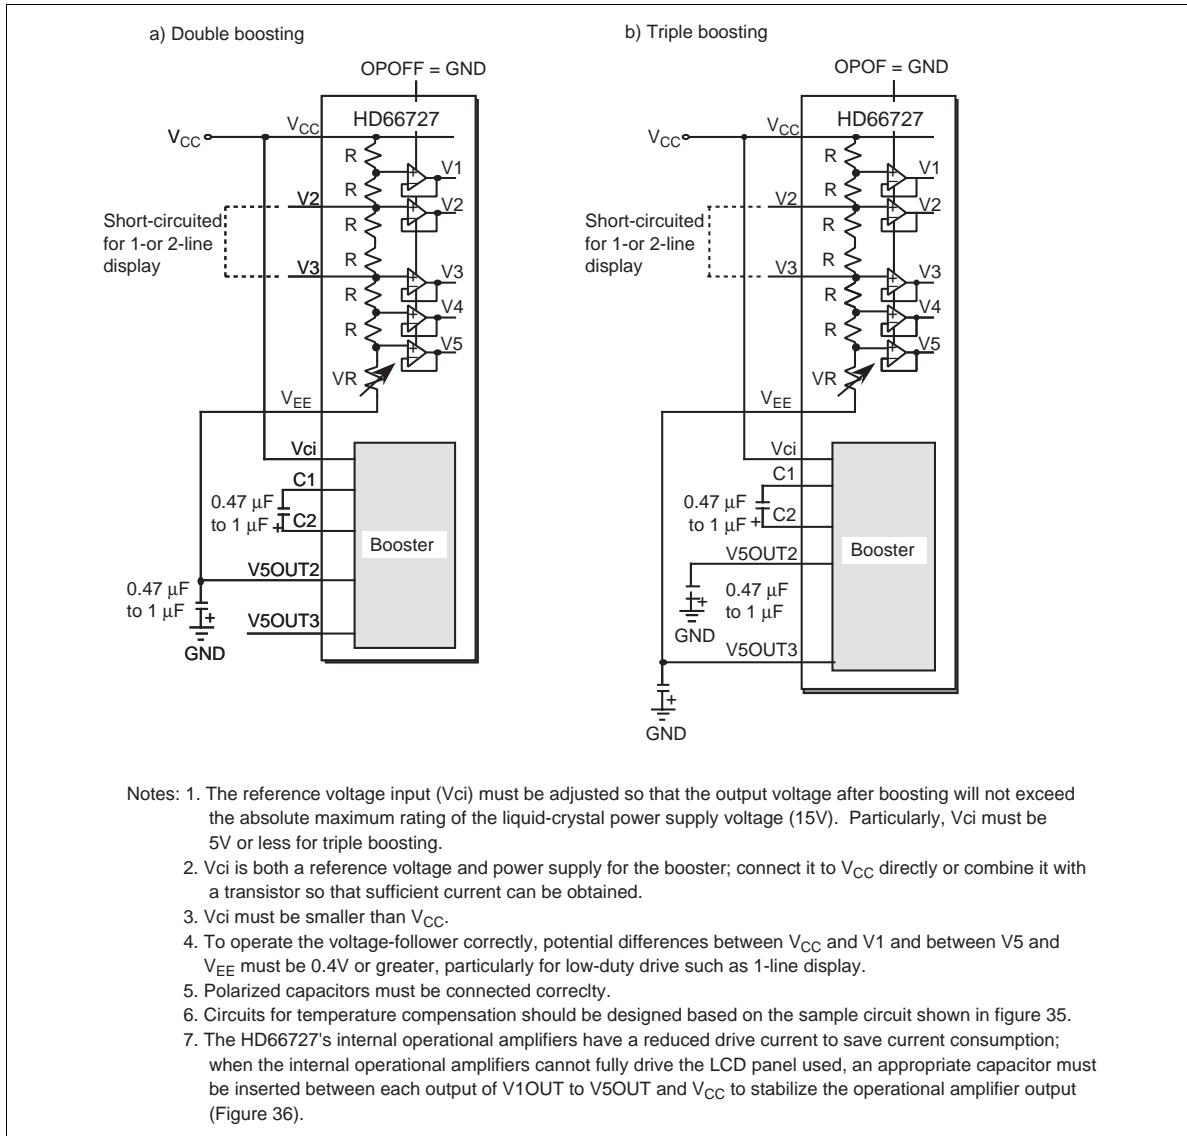 a) Double boosting
OPOFF = GND
HD66727
VCC
VCC
R
V1
R
V2
V2
Short-circuited
for 1-or 2-line
display
R
R
V3
V3
R
V4
R
V5
VR
VEE
Vci
C1
0.47 µF
to 1 µF
+
C2
Booster
V5OUT2
0.47 µF
to 1 µF
+
GND
V5OUT3
b) Triple boosting
OPOF = GND
HD66727
VCC
VCC
R
V1
R
V2
V2
Short-circuited
for 1-or 2-line
display
R
R
V3
V3
R
V4
R
V5
VR
VEE
Vci
C1
0.47 µF
to 1 µF
+
C2
Booster
V5OUT2
0.47 µF
to 1 µF
+
GND
V5OUT3
+
GND
Notes: 1. The reference voltage input (Vci) must be adjusted so that the output voltage after boosting will not exceed
the absolute maximum rating of the liquid-crystal power supply voltage (15V). Particularly, Vci must be
5V or less for triple boosting.
2. Vci is both a reference voltage and power supply for the booster; connect it to VCC directly or combine it with
a transistor so that sufficient current can be obtained.
3. Vci must be smaller than VCC.
4. To operate the voltage-follower correctly, potential differences between VCC and V1 and between V5 and
VEE must be 0.4V or greater, particularly for low-duty drive such as 1-line display.
5. Polarized capacitors must be connected correclty.
6. Circuits for temperature compensation should be designed based on the sample circuit shown in figure 35.
7. The HD66727's internal operational amplifiers have a reduced drive current to save current consumption;
when the internal operational amplifiers cannot fully drive the LCD panel used, an appropriate capacitor must
be inserted between each output of V1OUT to V5OUT and VCC to stabilize the operational amplifier output
(Figure 36).